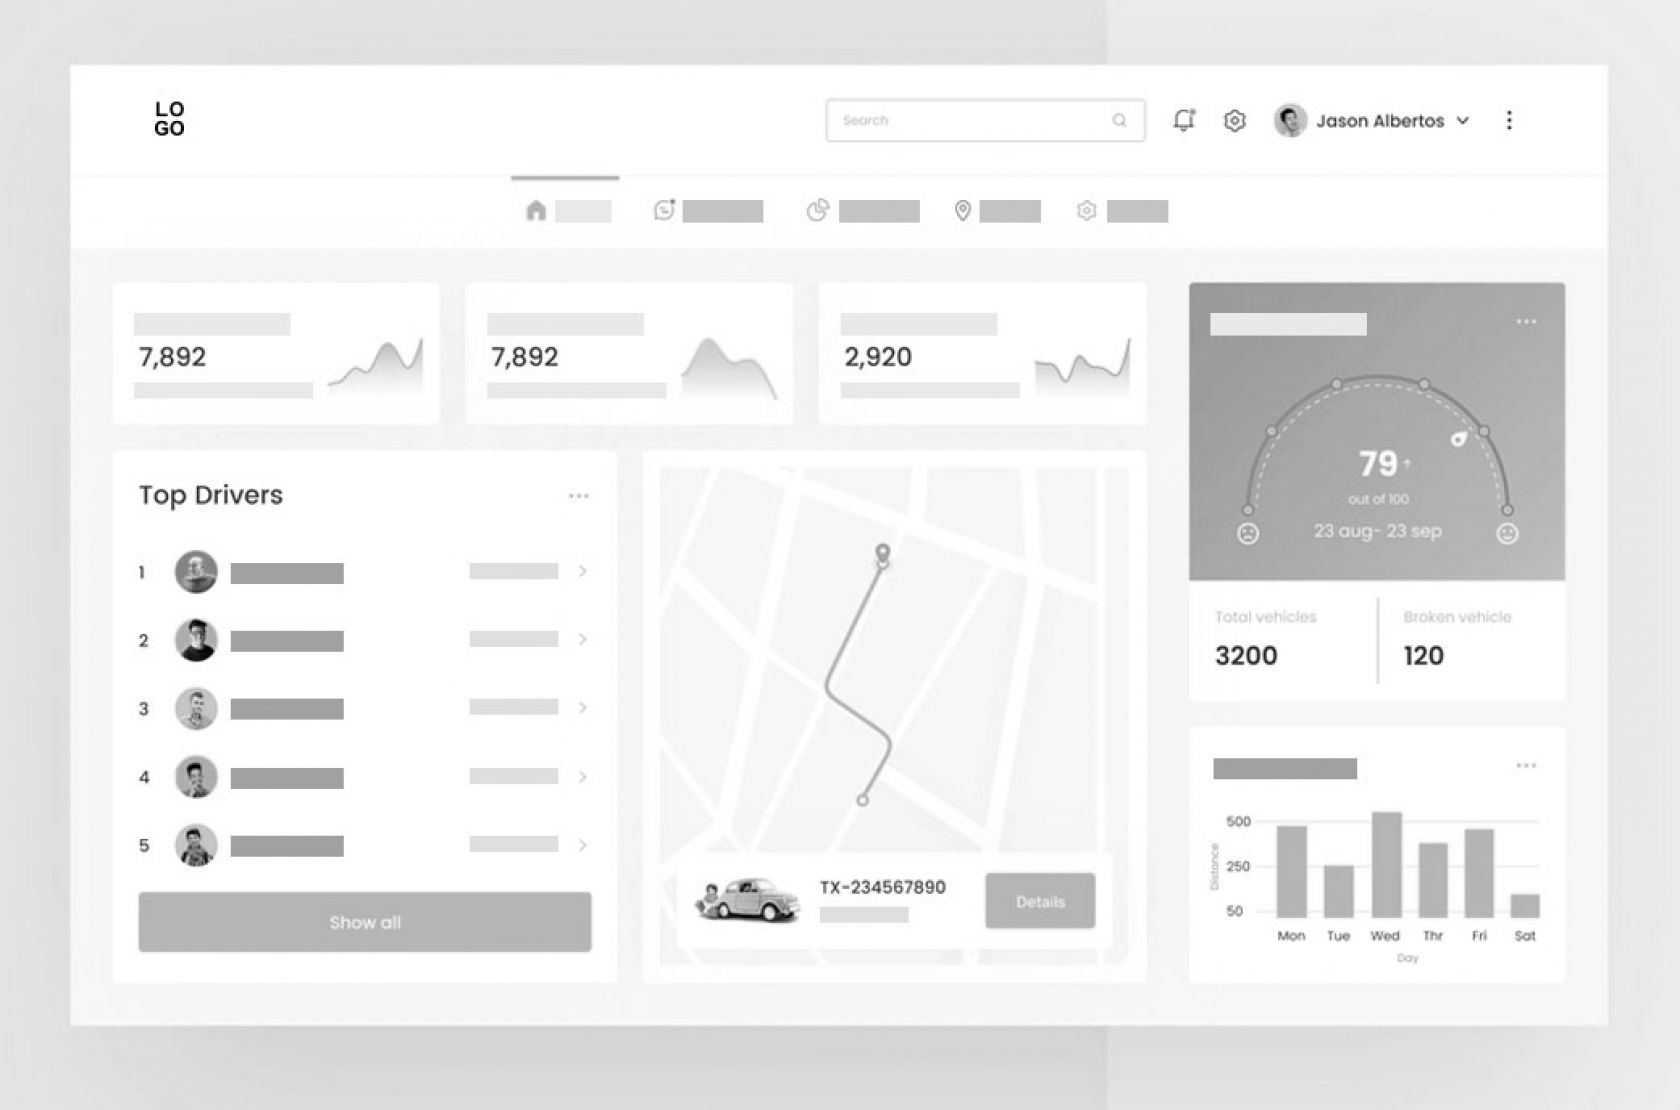 LO
GO
Search
Jason Albertos
7,892
7,892
2,920
Top Drivers
1
2
3
4
5
Show all
TX-234567890
Details
79
out of 100
23 aug- 23 sep
Total vehicles
3200
Broken vehicle
120
500
250
50
Distance
Mon Tue Wed Thr Fri Sat
Day